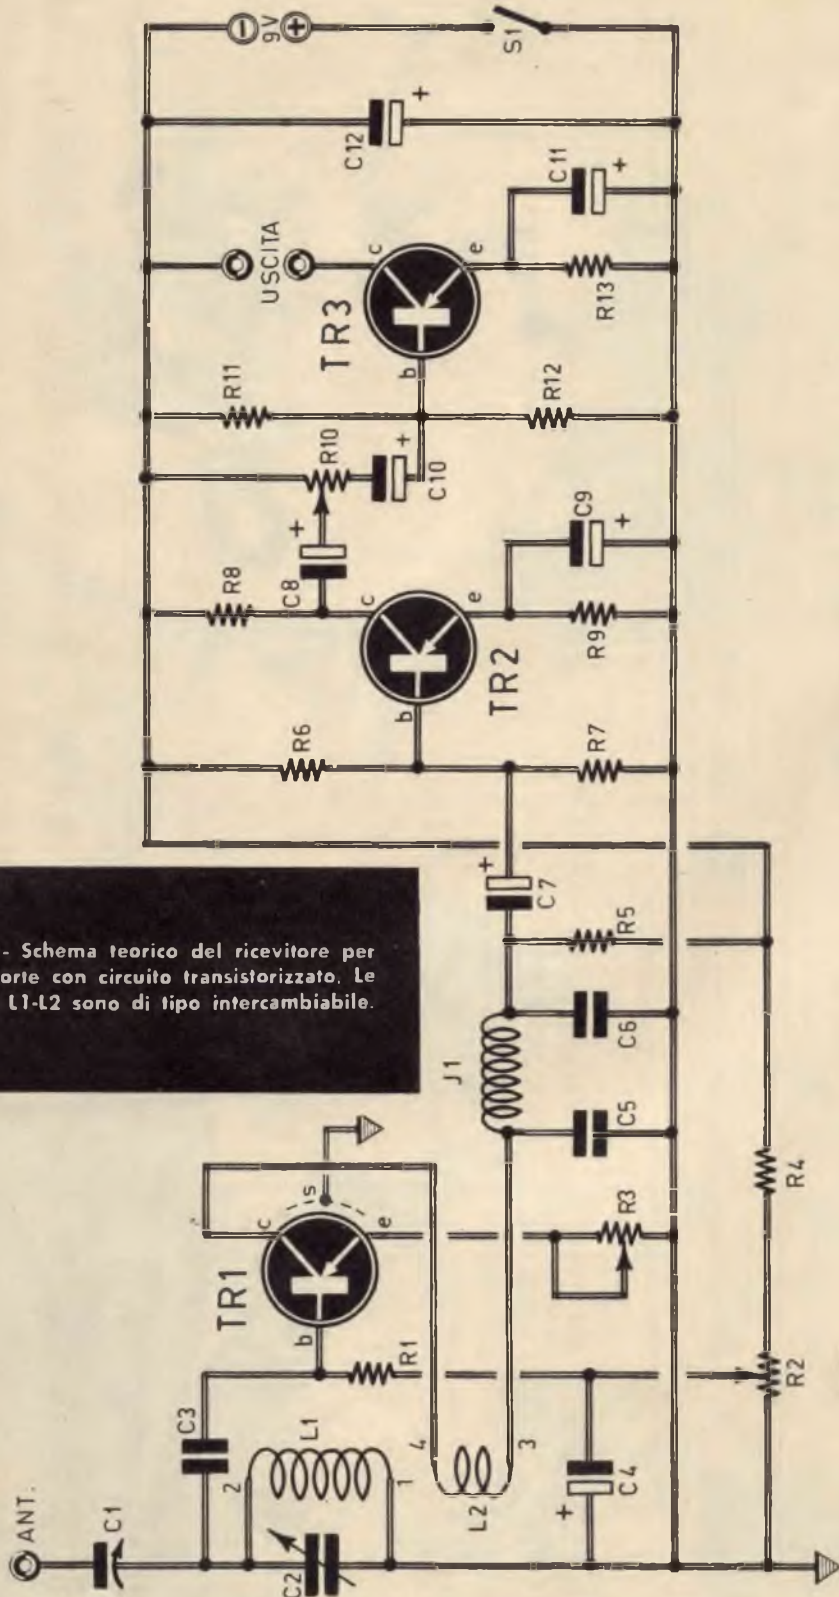 ANT.
C1
C2
C3
2
L1
1
TR1
b
c
s
e
R1
4
L2
3
C4
+
R2
R3
R4
J1
C5
C6
R5
C7
+
R6
R7
TR2
b
c
e
R8
C8
+
R9
C9
+
R10
C10
+
R11
R12
TR3
b
c
e
USCITA
R13
C11
+
C12
+
9V
S1
- Schema teorico del ricevitore per
orte con circuito transistorizzato. Le
L1-L2 sono di tipo intercambiabile.